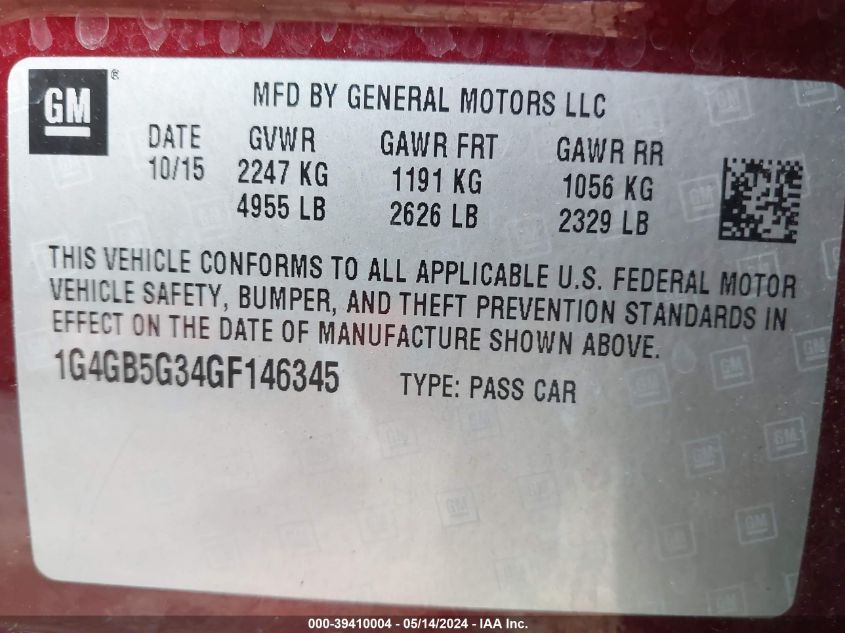 GM ®
MFD BY GENERAL MOTORS LLC
DATE GVWR GAWR FRT GAWR RR
10/15 2247 KG 1191 KG 1056 KG
4955 LB 2626 LB 2329 LB
THIS VEHICLE CONFORMS TO ALL APPLICABLE U.S. FEDERAL MOTOR
VEHICLE SAFETY, BUMPER, AND THEFT PREVENTION STANDARDS IN
EFFECT ON THE DATE OF MANUFACTURE SHOWN ABOVE.
1G4GB5G34GF146345 TYPE: PASS CAR
000-39410004 - 05/14/2024 - IAA Inc.